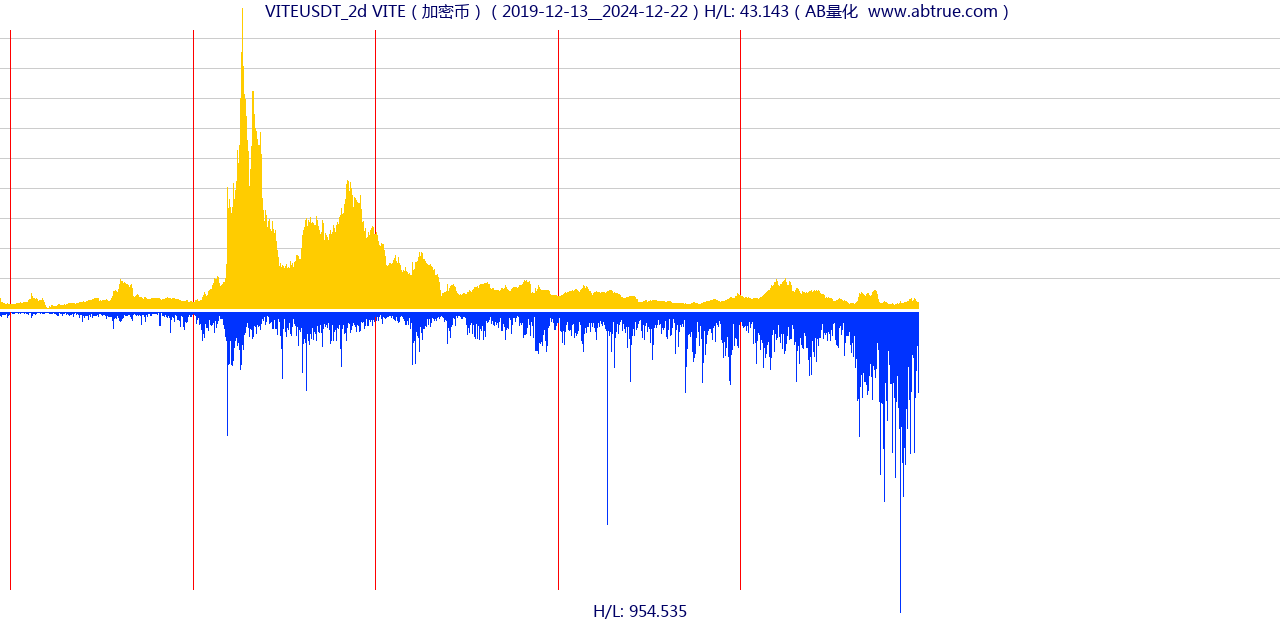 VITEUSDT_2d VITE ( 加密币 ) ( 2019-12-13__2024-12-22 ) H/L: 43.143 ( AB量化  www.abtrue.com )
H/L: 954.535